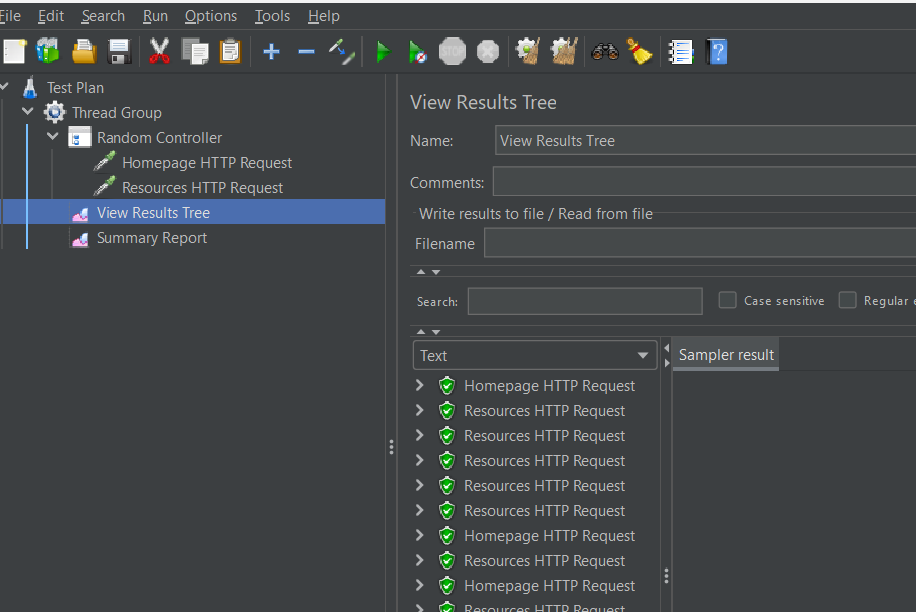 File Edit Search Run Options Tools Help
STOP
Test Plan
Thread Group
Random Controller
Homepage HTTP Request
Resources HTTP Request
View Results Tree
Summary Report
View Results Tree
Name: View Results Tree
Comments:
Write results to file / Read from file
Filename
Search: Case sensitive Regular e
Text
Sampler result
Homepage HTTP Request
Resources HTTP Request
Resources HTTP Request
Resources HTTP Request
Resources HTTP Request
Resources HTTP Request
Homepage HTTP Request
Resources HTTP Request
Homepage HTTP Request
Resources HTTP Request